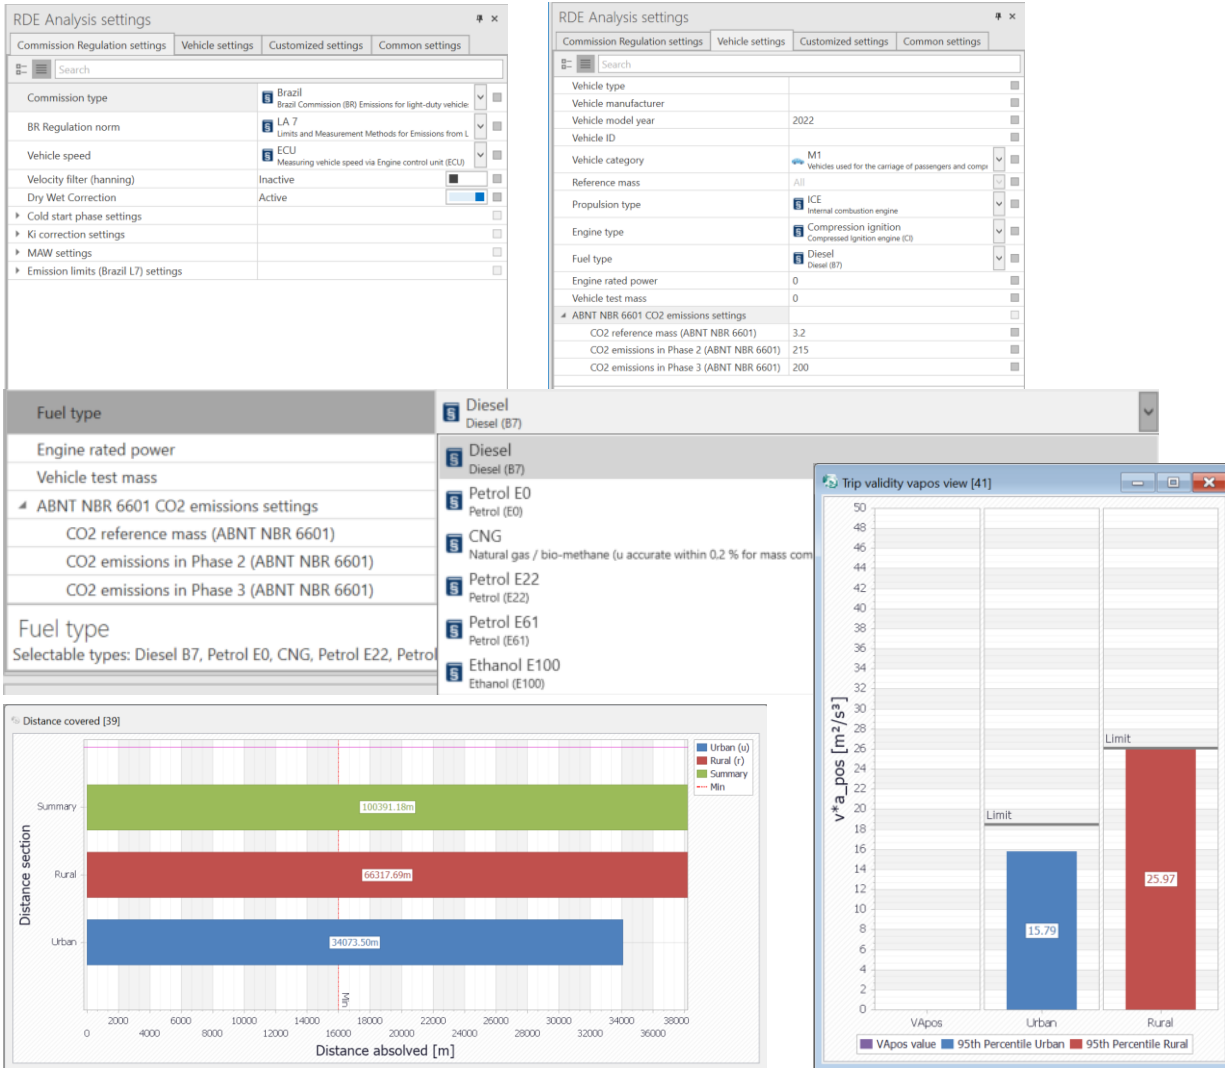 RDE Analysis settings
Commission Regulation settings Vehicle settings Customized settings Common settings
Search
Commission type Brazil
Brazil Commission (BR) Emissions for light-duty vehicle
BR Regulation norm LA 7
Limits and Measurement Methods for Emissions from L
Vehicle speed ECU
Measuring vehicle speed via Engine control unit (ECU)
Velocity filter (hanning) Inactive
Dry Wet Correction Active
Cold start phase settings
Ki correction settings
MAW settings
Emission limits (Brazil L7) settings
RDE Analysis settings
Commission Regulation settings Vehicle settings Customized settings Common settings
Search
Vehicle type
Vehicle manufacturer
Vehicle model year 2022
Vehicle ID
Vehicle category M1
Vehicles used for the carriage of passengers and comp
Reference mass All
Propulsion type ICE
Internal combustion engine
Engine type Compression ignition
Compressed Ignition engine (CI)
Fuel type Diesel
Diesel (B7)
Engine rated power 0
Vehicle test mass 0
ABNT NBR 6601 CO2 emissions settings
CO2 reference mass (ABNT NBR 6601) 3.2
CO2 emissions in Phase 2 (ABNT NBR 6601) 215
CO2 emissions in Phase 3 (ABNT NBR 6601) 200
Fuel type Diesel
Diesel (B7)
Engine rated power
Vehicle test mass
ABNT NBR 6601 CO2 emissions settings
CO2 reference mass (ABNT NBR 6601)
CO2 emissions in Phase 2 (ABNT NBR 6601)
CO2 emissions in Phase 3 (ABNT NBR 6601)
Fuel type
Selectable types: Diesel B7, Petrol E0, CNG, Petrol E22, Petrol
Diesel
Diesel (B7)
Petrol E0
Petrol (E0)
CNG
Natural gas / bio-methane (u accurate within 0,2 % for mass com
Petrol E22
Petrol (E22)
Petrol E61
Petrol (E61)
Ethanol E100
Ethanol (E100)
Trip validity vapos view [41]
v*a_pos [m²/s³]
50
48
46
44
42
40
38
36
34
32
30
28
26
24
22
20
18
16
14
12
10
8
6
4
2
0
Limit
Limit
25.97
15.79
VApos Urban Rural
VApos value 95th Percentile Urban 95th Percentile Rural
Distance covered [39]
Urban (u)
Rural (r)
Summary
Min
Distance section
Summary 100391.18m
Rural 66317.69m
Urban 34073.50m
Min
0 2000 4000 6000 8000 10000 12000 14000 16000 18000 20000 22000 24000 26000 28000 30000 32000 34000 36000 38000
Distance absolved [m]